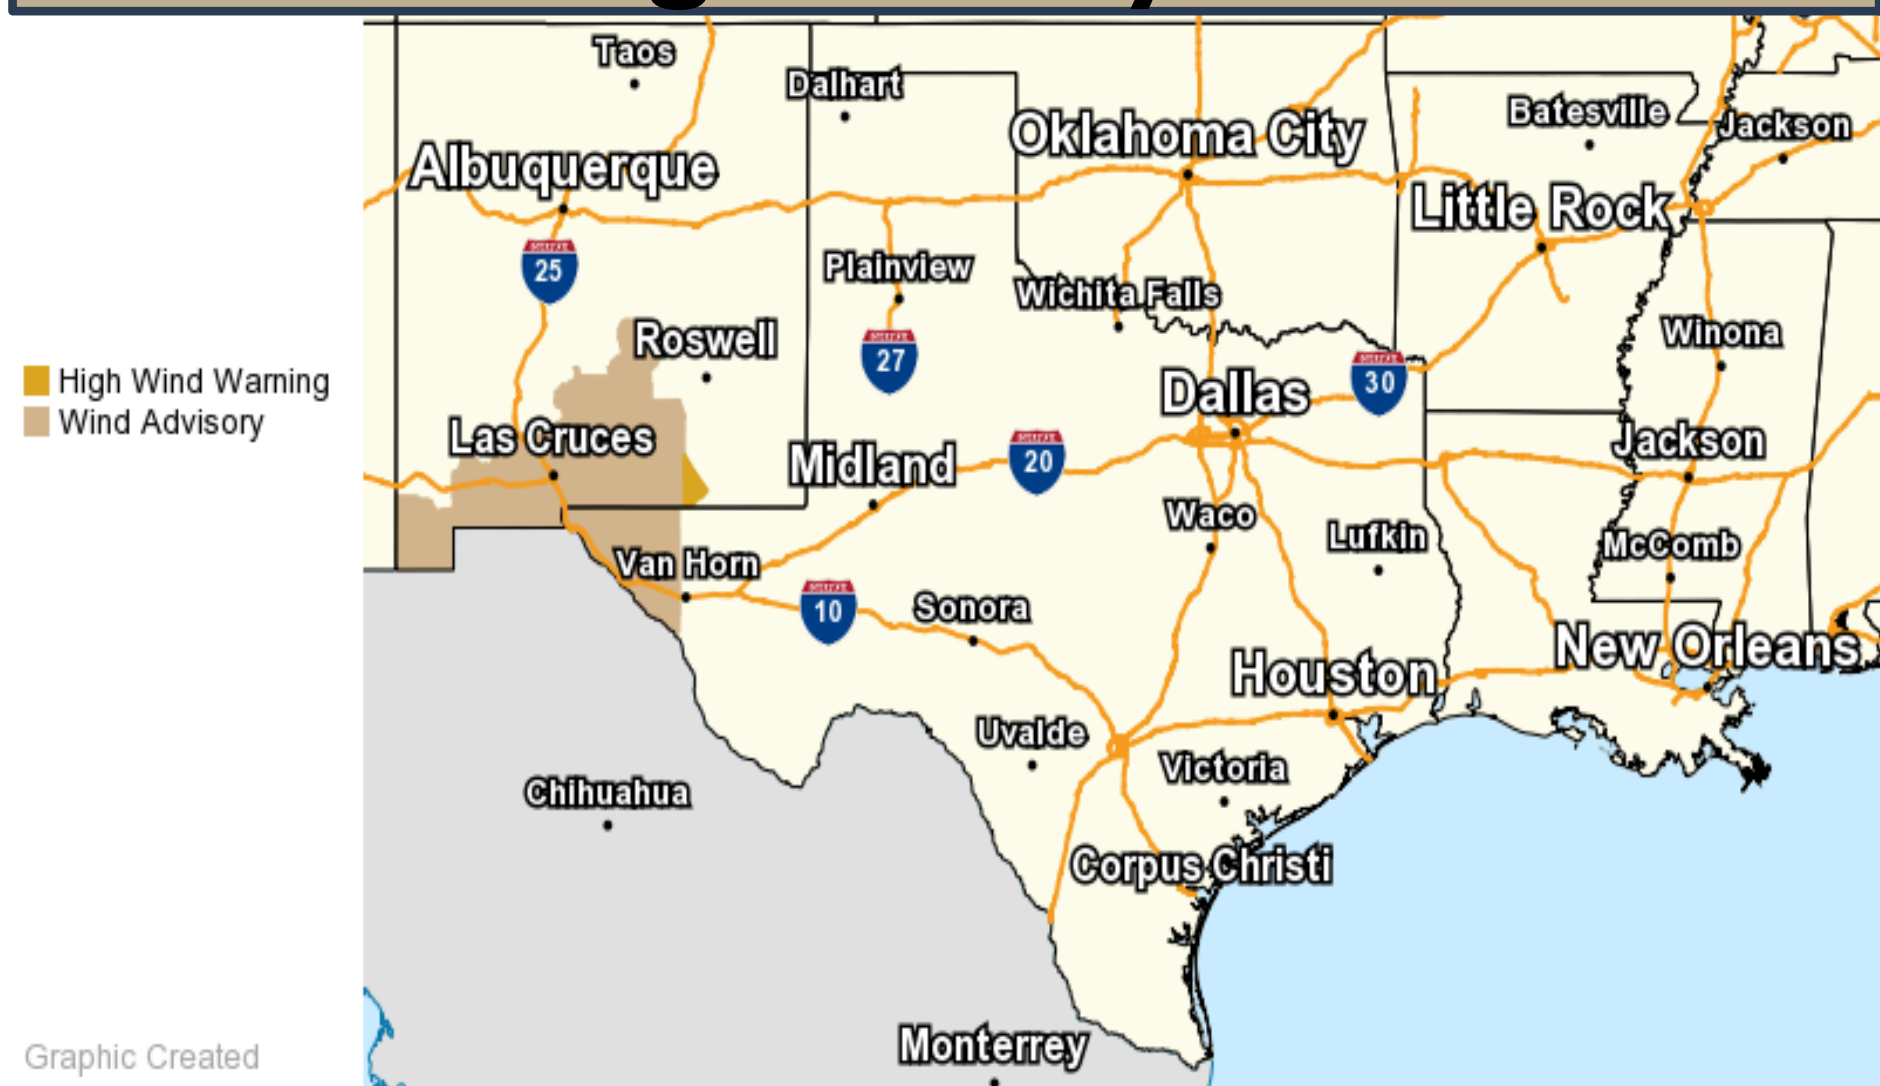 Taos
Dalhart
Oklahoma City
Batesville
Jackson
Albuquerque
Little Rock
25
Plainview
Wichita Falls
Roswell
27
Winona
High Wind Warning
Wind Advisory
Dallas
30
Las Cruces
Midland
20
Jackson
Waco
Lufkin
McComb
Van Horn
10
Sonora
New Orleans
Houston
Uvalde
Victoria
Chihuahua
Corpus Christi
Monterrey
Graphic Created